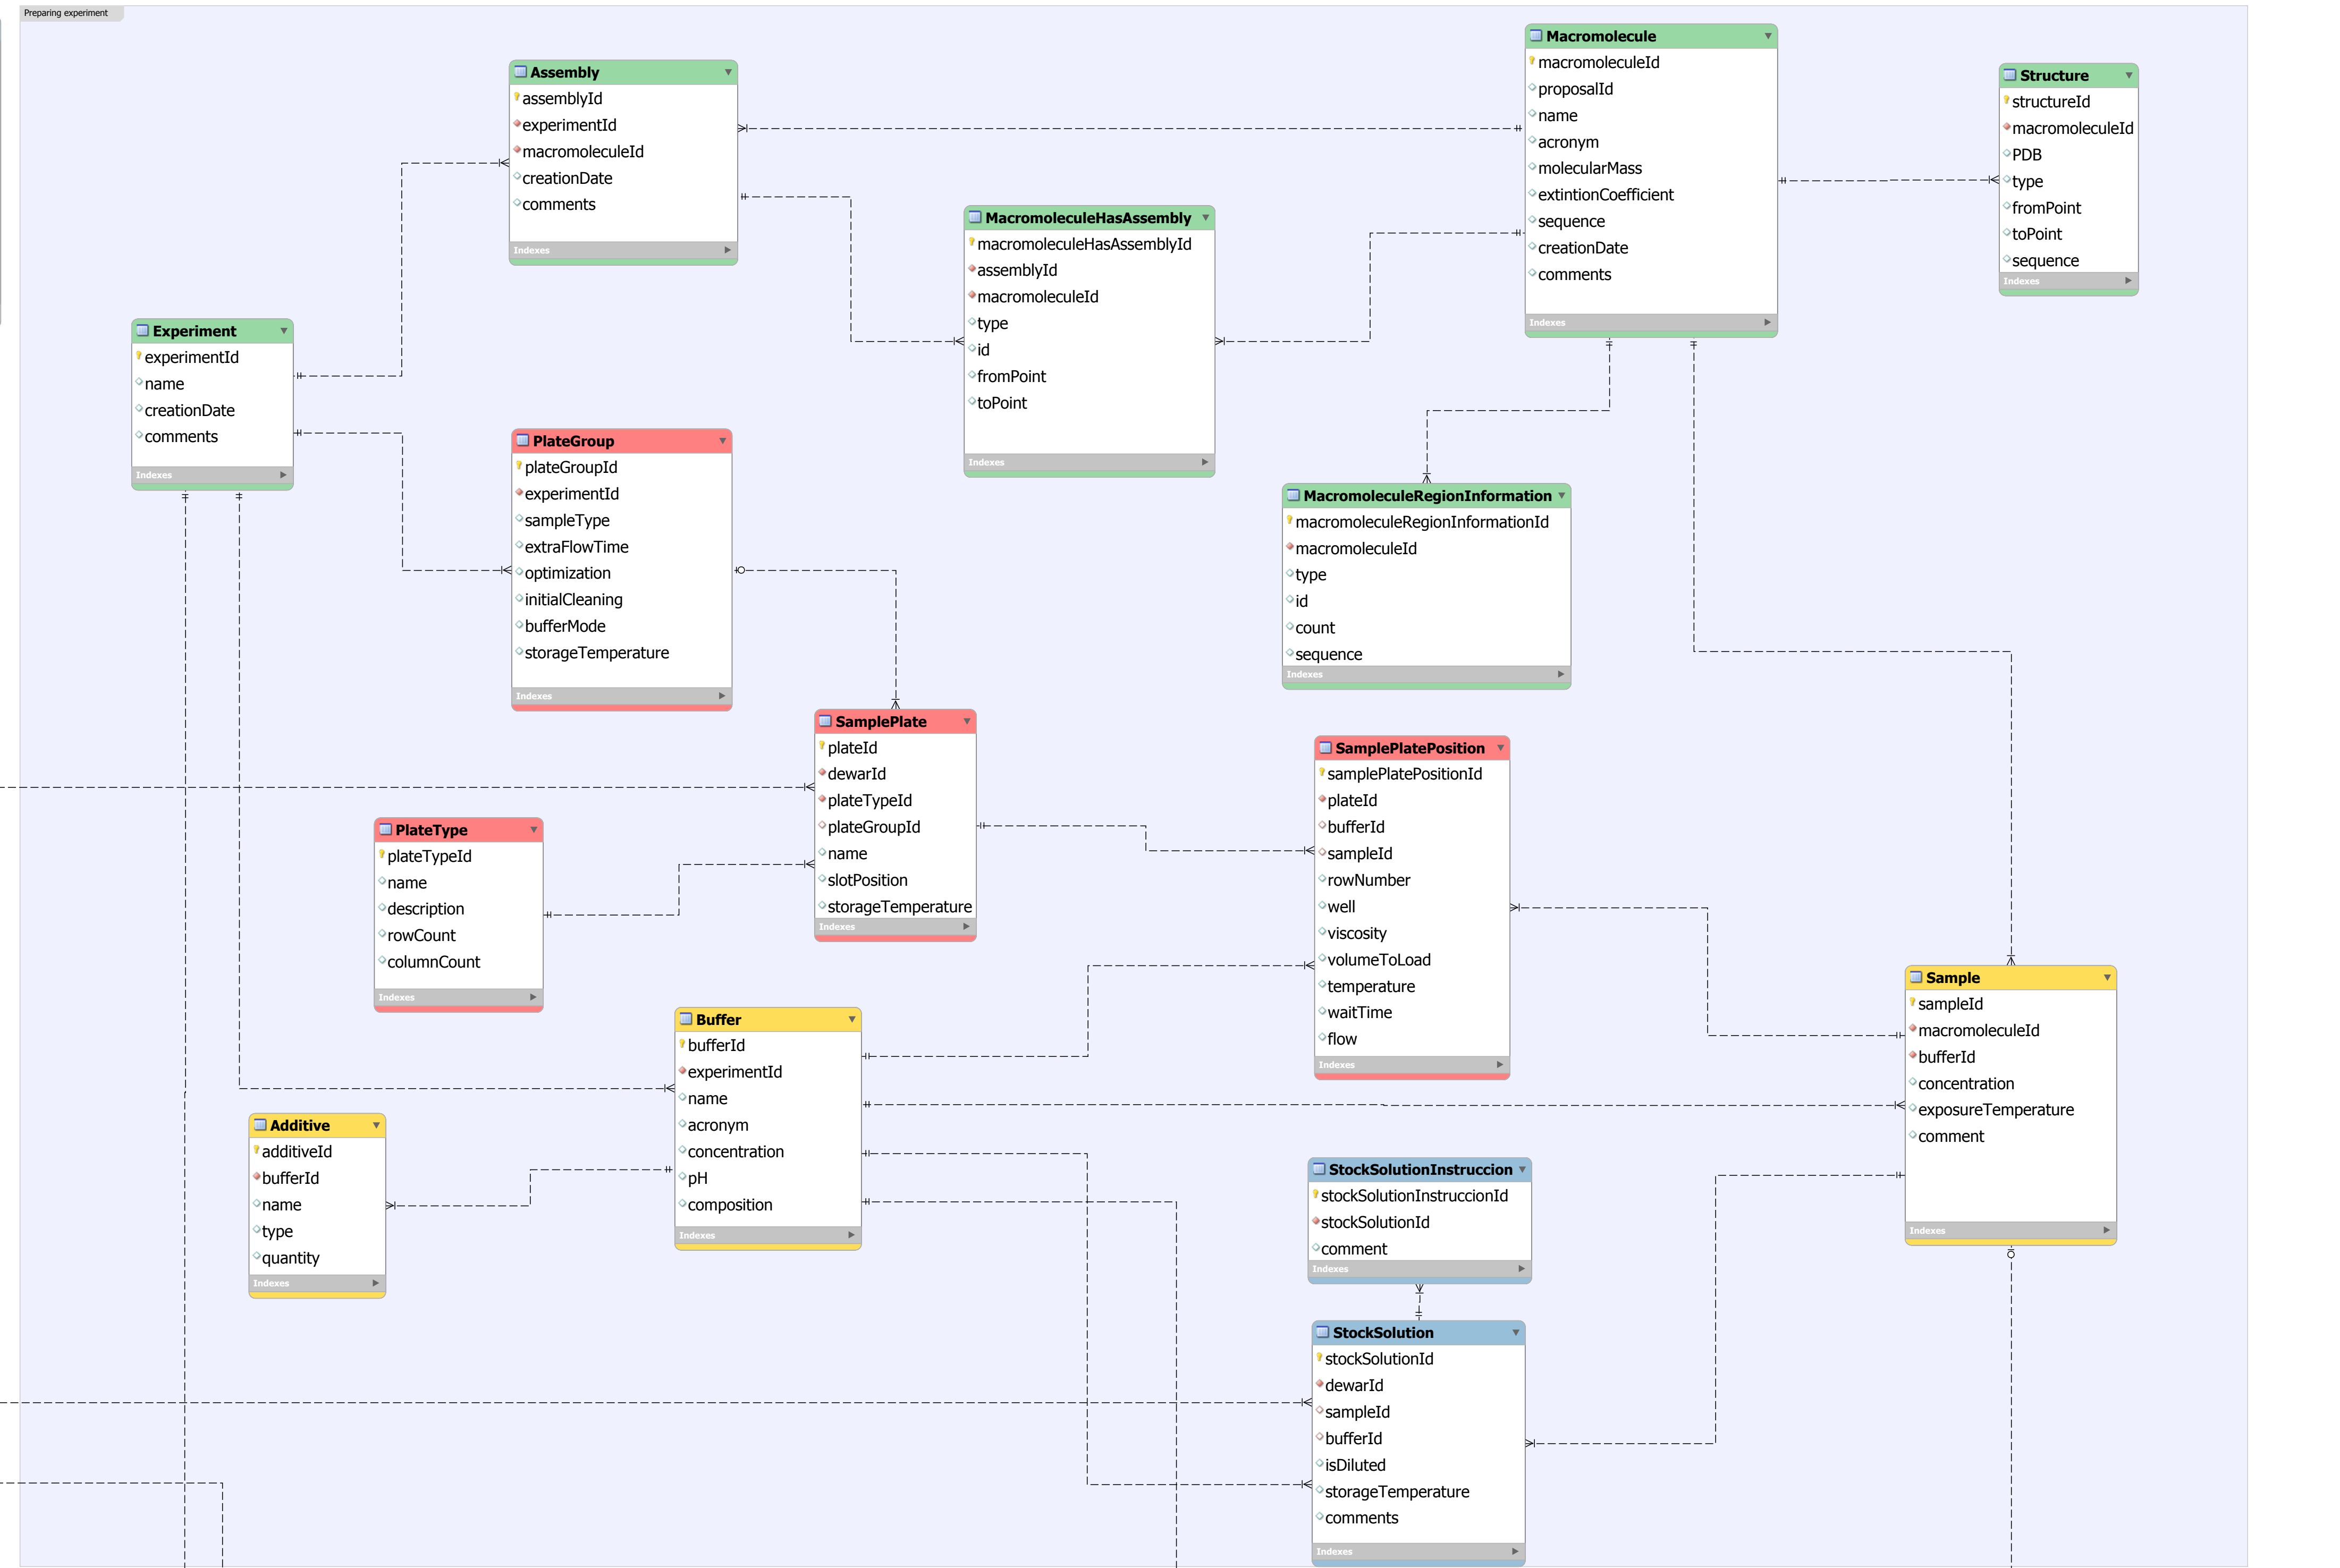 Preparing experiment
Assembly
assemblyId
experimentId
macromoleculeId
creationDate
comments
Indexes
Macromolecule
macromoleculeId
proposalId
name
acronym
molecularMass
extintionCoefficient
sequence
creationDate
comments
Indexes
Structure
structureId
macromoleculeId
PDB
type
fromPoint
toPoint
sequence
Indexes
MacromoleculeHasAssembly
macromoleculeHasAssemblyId
assemblyId
macromoleculeId
type
id
fromPoint
toPoint
Indexes
Experiment
experimentId
name
creationDate
comments
Indexes
PlateGroup
plateGroupId
experimentId
sampleType
extraFlowTime
optimization
initialCleaning
bufferMode
storageTemperature
Indexes
MacromoleculeRegionInformation
macromoleculeRegionInformationId
macromoleculeId
type
id
count
sequence
Indexes
SamplePlate
plateId
dewarId
plateTypeId
plateGroupId
name
slotPosition
storageTemperature
Indexes
SamplePlatePosition
samplePlatePositionId
plateId
bufferId
sampleId
rowNumber
well
viscosity
volumeToLoad
temperature
waitTime
flow
Indexes
PlateType
plateTypeId
name
description
rowCount
columnCount
Indexes
Sample
sampleId
macromoleculeId
bufferId
concentration
exposureTemperature
comment
Indexes
Buffer
bufferId
experimentId
name
acronym
concentration
pH
composition
Indexes
Additive
additiveId
bufferId
name
type
quantity
Indexes
StockSolutionInstruccion
stockSolutionInstruccionId
stockSolutionId
comment
Indexes
StockSolution
stockSolutionId
dewarId
sampleId
bufferId
isDiluted
storageTemperature
comments
Indexes